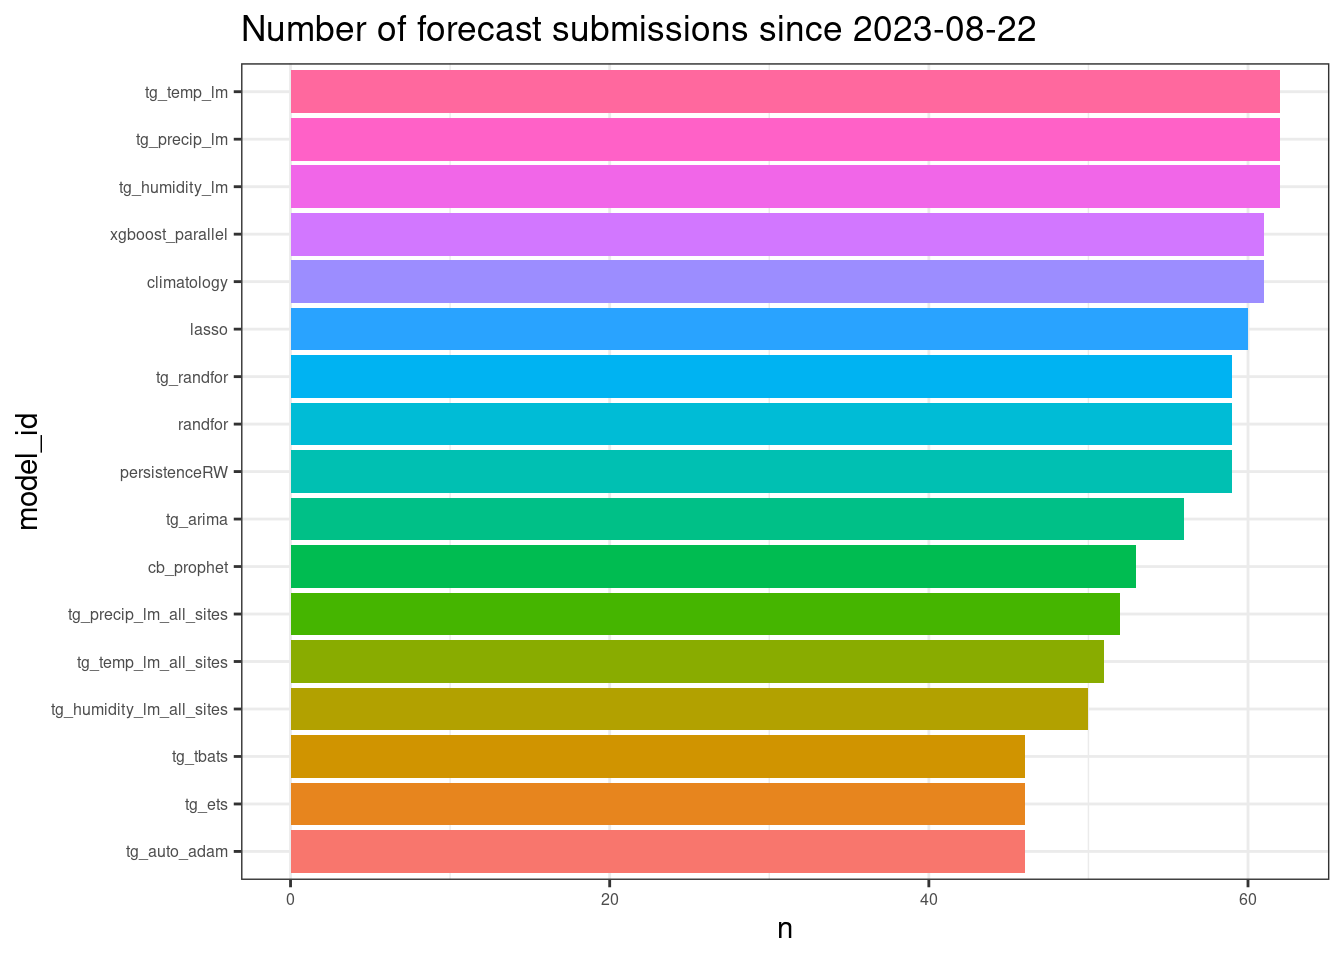 Number of forecast submissions since 2023-08-22
model_id
tg_temp_lm
tg_precip_lm
tg_humidity_lm
xgboost_parallel
climatology
lasso
tg_randfor
randfor
persistenceRW
tg_arima
cb_prophet
tg_precip_lm_all_sites
tg_temp_lm_all_sites
tg_humidity_lm_all_sites
tg_tbats
tg_ets
tg_auto_adam
0 20 40 60
n